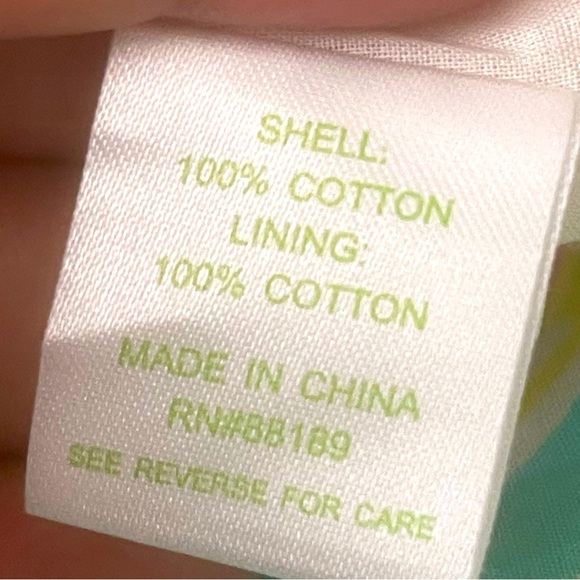 SHELL:
100% COTTON
LINING:
100% COTTON
MADE IN CHINA
RN#88189
SEE REVERSE FOR CARE